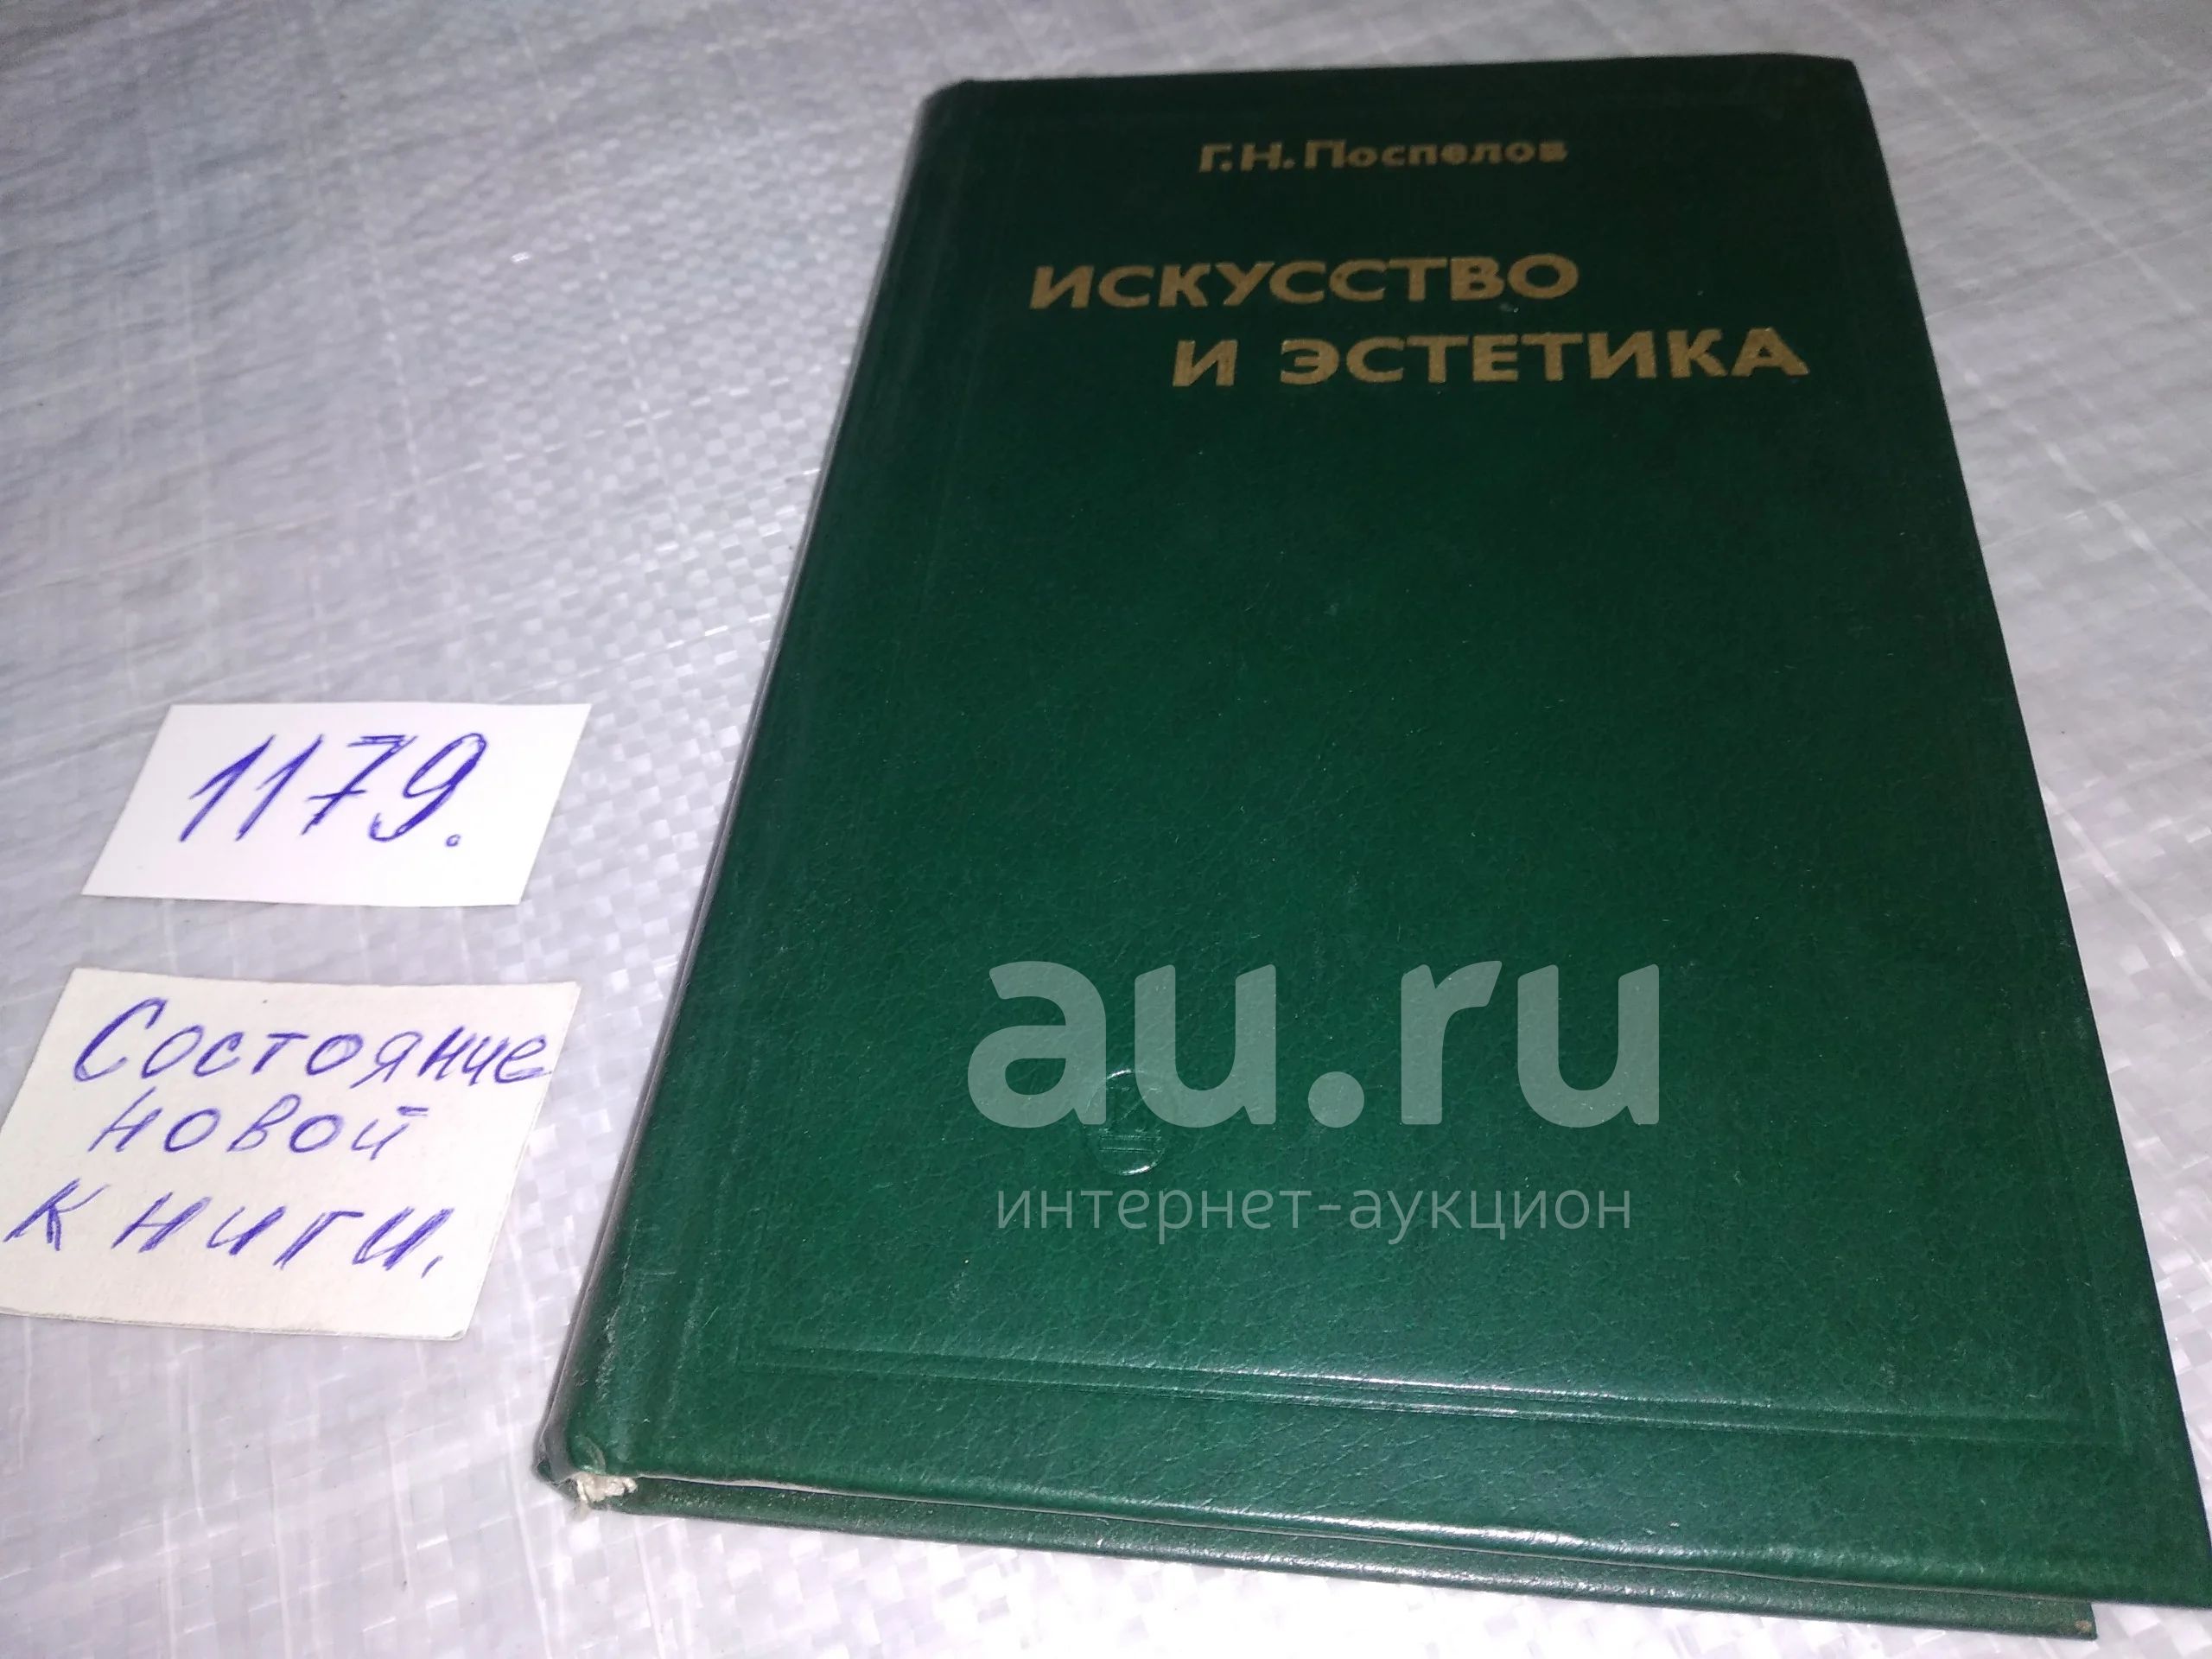 Г.Н.Поспелов
ИСКУССТВО
И ЭСТЕТИКА
1179.
Состояние
новой
книги.
au.ru
интернет-аукцион